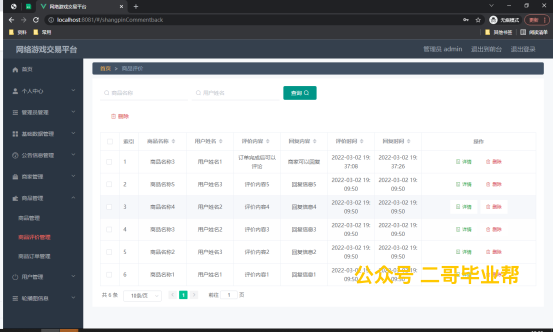 网络游戏交易平台
localhost:8081/#/shangpinCommentback
无痕模式
更新
资料 常用
其他书签 阅读清单
网络游戏交易平台
管理员 admin 退出到前台 退出登录
首页
个人中心
管理员管理
基础数据管理
公告信息管理
商家管理
商品管理
商品管理
商品评价管理
商品订单管理
用户管理
轮播图信息
首页 > 商品评价
商品名称 用户姓名 查询
删除
索引 商品名称 用户姓名 评价内容 回复内容 评价时间 回复时间 操作
1 商品名称3 用户姓名1 订单完成后可以评论 商家可以回复 2022-03-02 19:37:08 2022-03-02 19:37:26 详情 删除
2 商品名称5 用户姓名1 评价内容5 回复信息5 2022-03-02 19:09:50 2022-03-02 19:09:50 详情 删除
3 商品名称4 用户姓名2 评价内容4 回复信息4 2022-03-02 19:09:50 2022-03-02 19:09:50 详情 删除
4 商品名称3 用户姓名2 评价内容3 回复信息3 2022-03-02 19:09:50 2022-03-02 19:09:50 详情 删除
5 商品名称2 用户姓名3 评价内容2 回复信息2 2022-03-02 19:09:50 2022-03-02 19:09:50 详情 删除
6 商品名称1 用户姓名1 评价内容1 回复信息1 2022-03-02 19:09:50 2022-03-02 19:09:50 详情 删除
公众号 二哥毕业帮
共 6 条 10条/页 1 前往 1 页